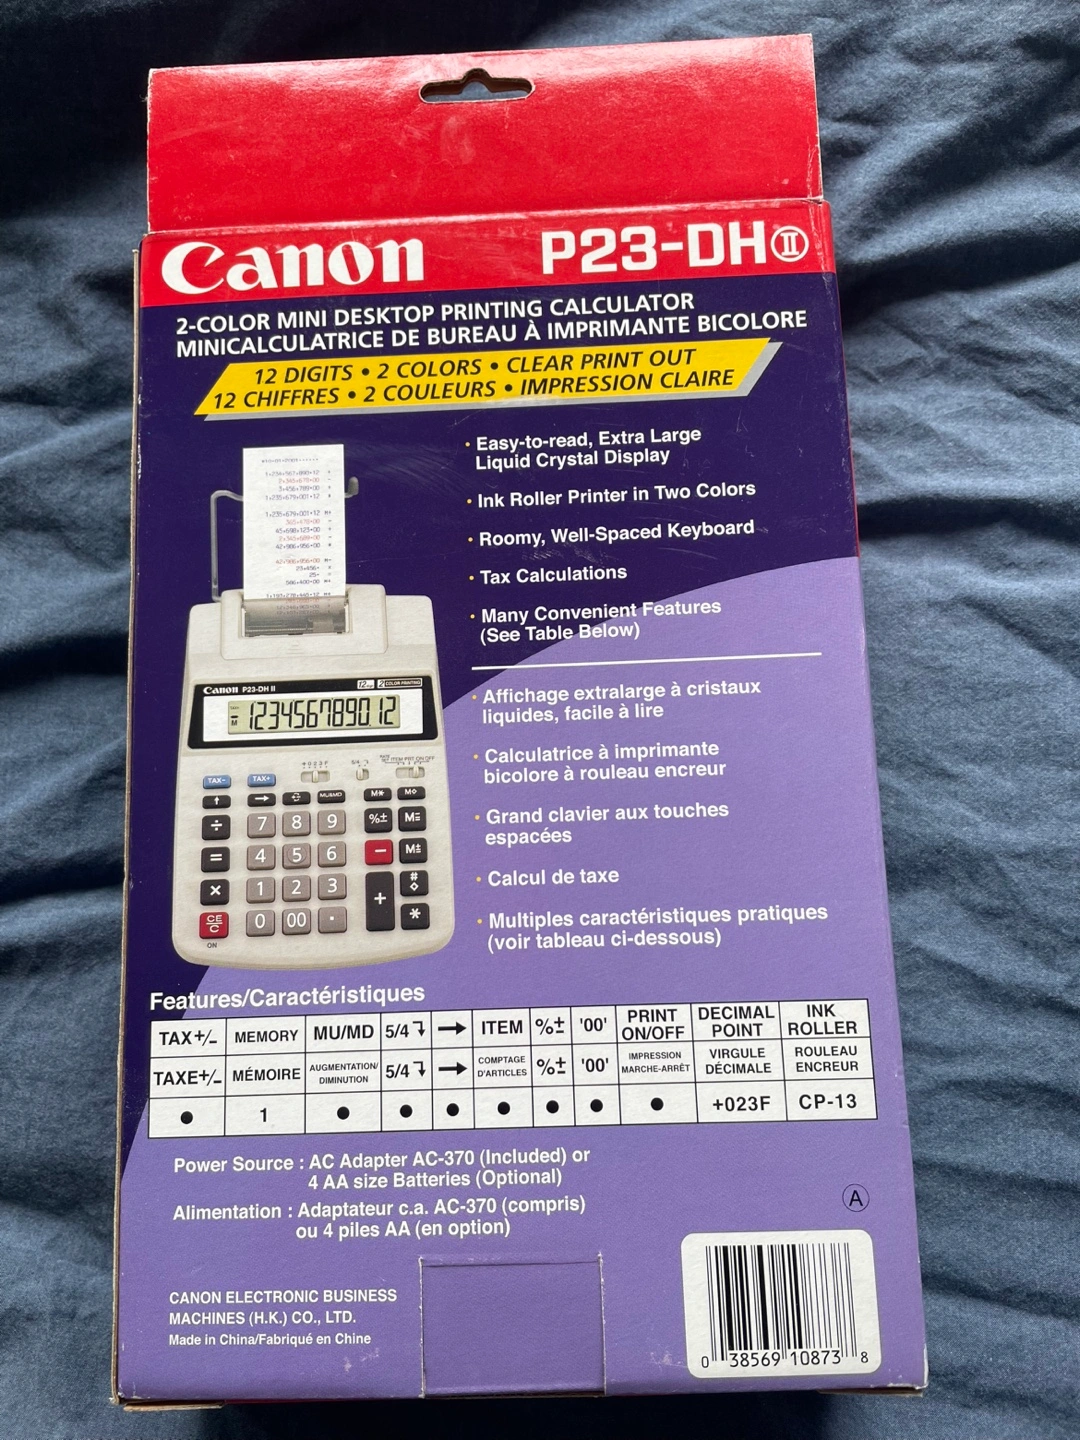 Canon P23-DHII
2-COLOR MINI DESKTOP PRINTING CALCULATOR
MINICALCULATRICE DE BUREAU À IMPRIMANTE BICOLORE
12 DIGITS • 2 COLORS • CLEAR PRINT OUT
12 CHIFFRES • 2 COULEURS • IMPRESSION CLAIRE
• Easy-to-read, Extra Large
Liquid Crystal Display
• Ink Roller Printer in Two Colors
• Roomy, Well-Spaced Keyboard
• Tax Calculations
• Many Convenient Features
(See Table Below)
• Affichage extralarge à cristaux
liquides, facile à lire
• Calculatrice à imprimante
bicolore à rouleau encreur
• Grand clavier aux touches
espacées
• Calcul de taxe
• Multiples caractéristiques pratiques
(voir tableau ci-dessous)
Canon P23-DH II
123456789012
TAX- TAX+
↑ → MU/MD M* M◇
÷ 7 8 9 %± M=
= 4 5 6 − M±
× 1 2 3 + #◇
CE/C 0 00 · *
ON
Features/Caractéristiques
TAX+/- MEMORY MU/MD 5/4 → ITEM %± '00' PRINT ON/OFF DECIMAL POINT INK ROLLER
TAXE+/- MÉMOIRE AUGMENTATION/ DIMINUTION 5/4 → COMPTAGE D'ARTICLES %± '00' IMPRESSION MARCHE-ARRÊT VIRGULE DÉCIMALE ROULEAU ENCREUR
● 1 ● ● ● ● ● ● ● +023F CP-13
Power Source : AC Adapter AC-370 (Included) or
4 AA size Batteries (Optional)
Alimentation : Adaptateur c.a. AC-370 (compris)
ou 4 piles AA (en option)
A
CANON ELECTRONIC BUSINESS
MACHINES (H.K.) CO., LTD.
Made in China/Fabriqué en Chine
0 38569 10873 8